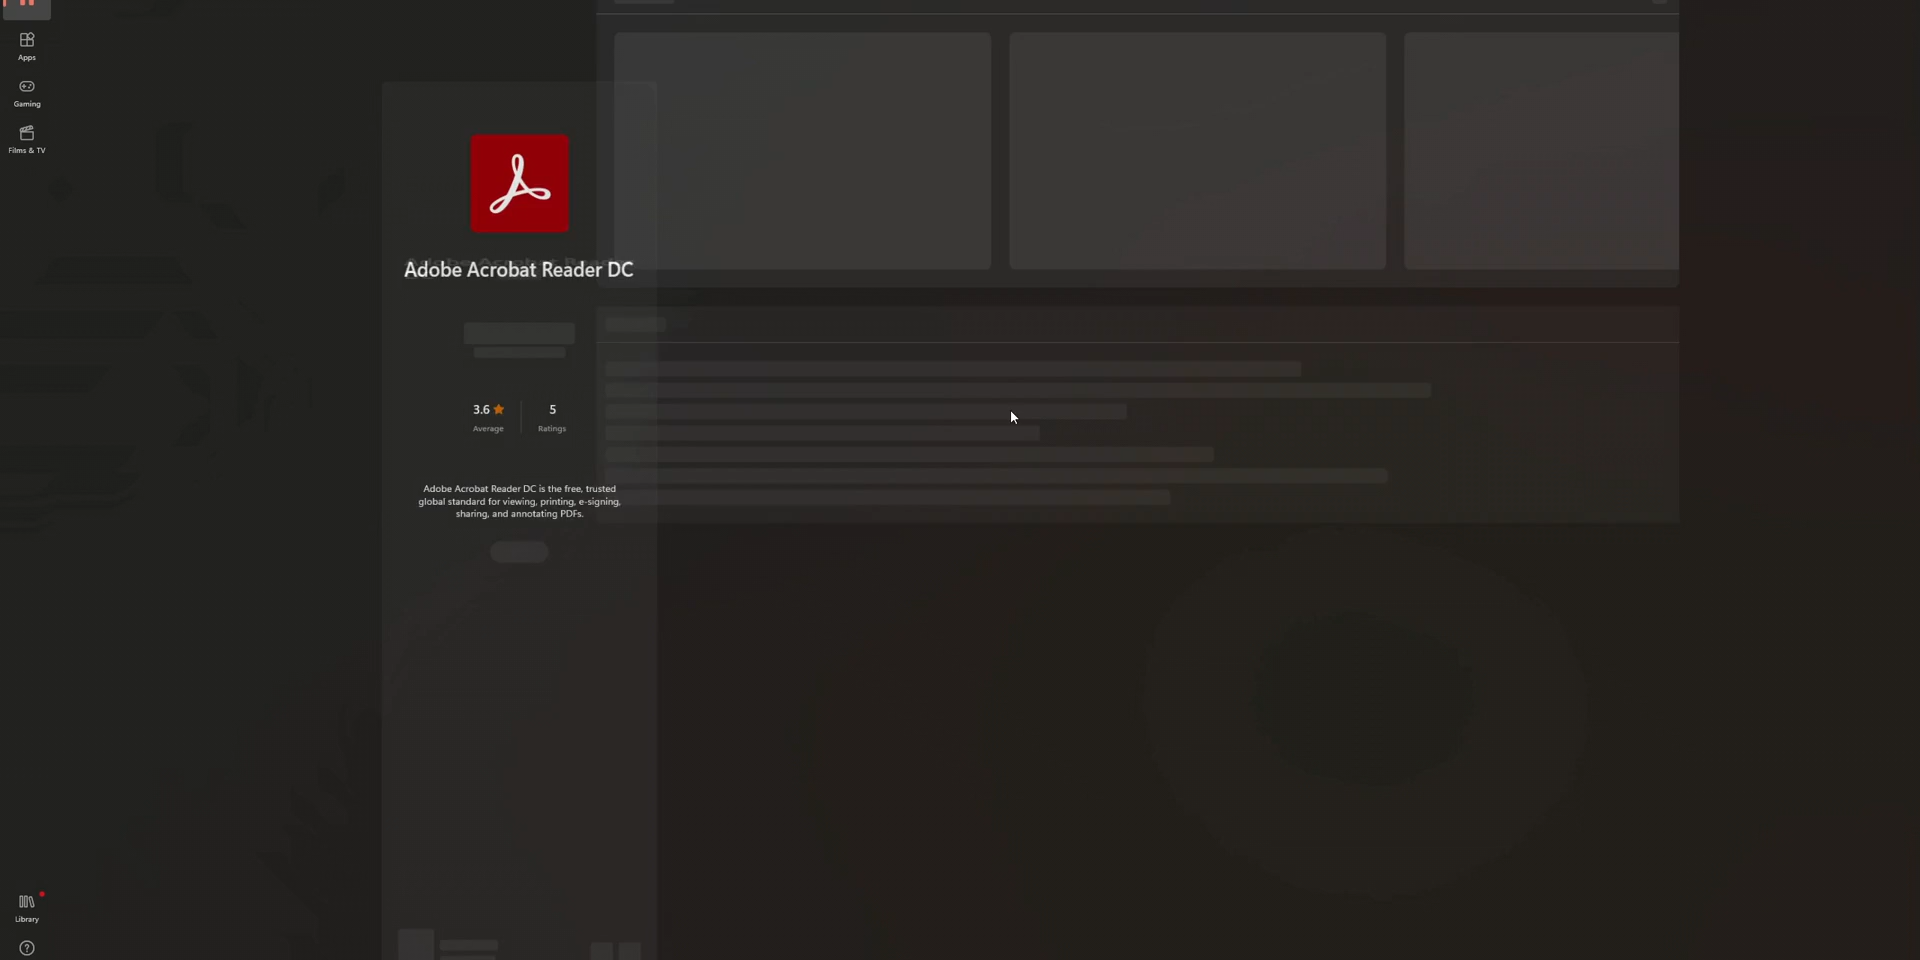 Apps
Gaming
Films & TV
Adobe Acrobat Reader DC
3.6
5
Average
Ratings
Adobe Acrobat Reader DC is the free, trusted
global standard for viewing, printing, e-signing,
sharing, and annotating PDFs.
Library